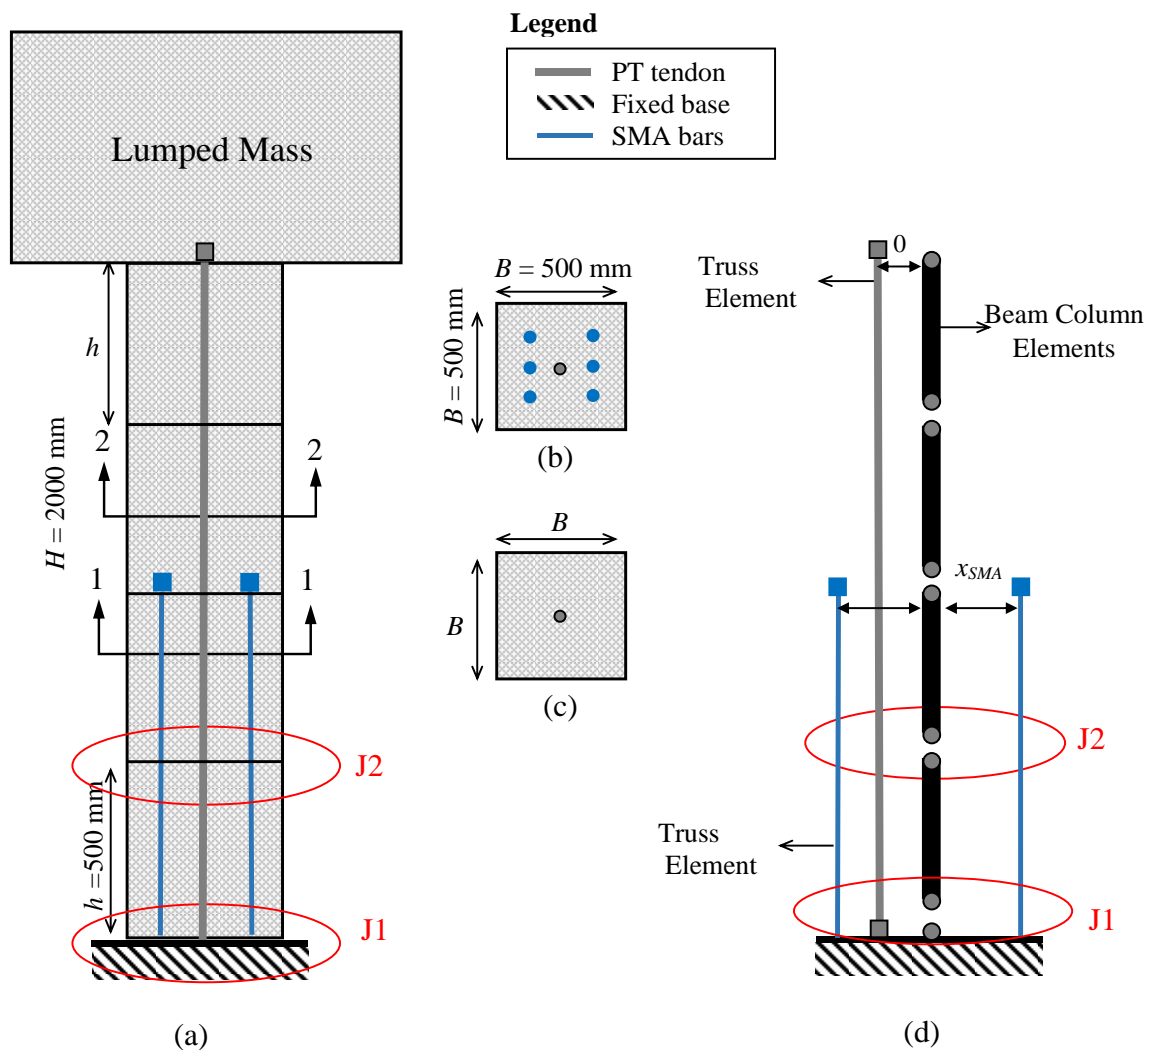 Legend
PT tendon
Fixed base
SMA bars
Lumped Mass
h
H = 2000 mm
2
2
1
1
J2
h =500 mm
J1
(a)
B = 500 mm
B = 500 mm
(b)
B
B
(c)
0
Truss
Element
Beam Column
Elements
xSMA
J2
Truss
Element
J1
(d)